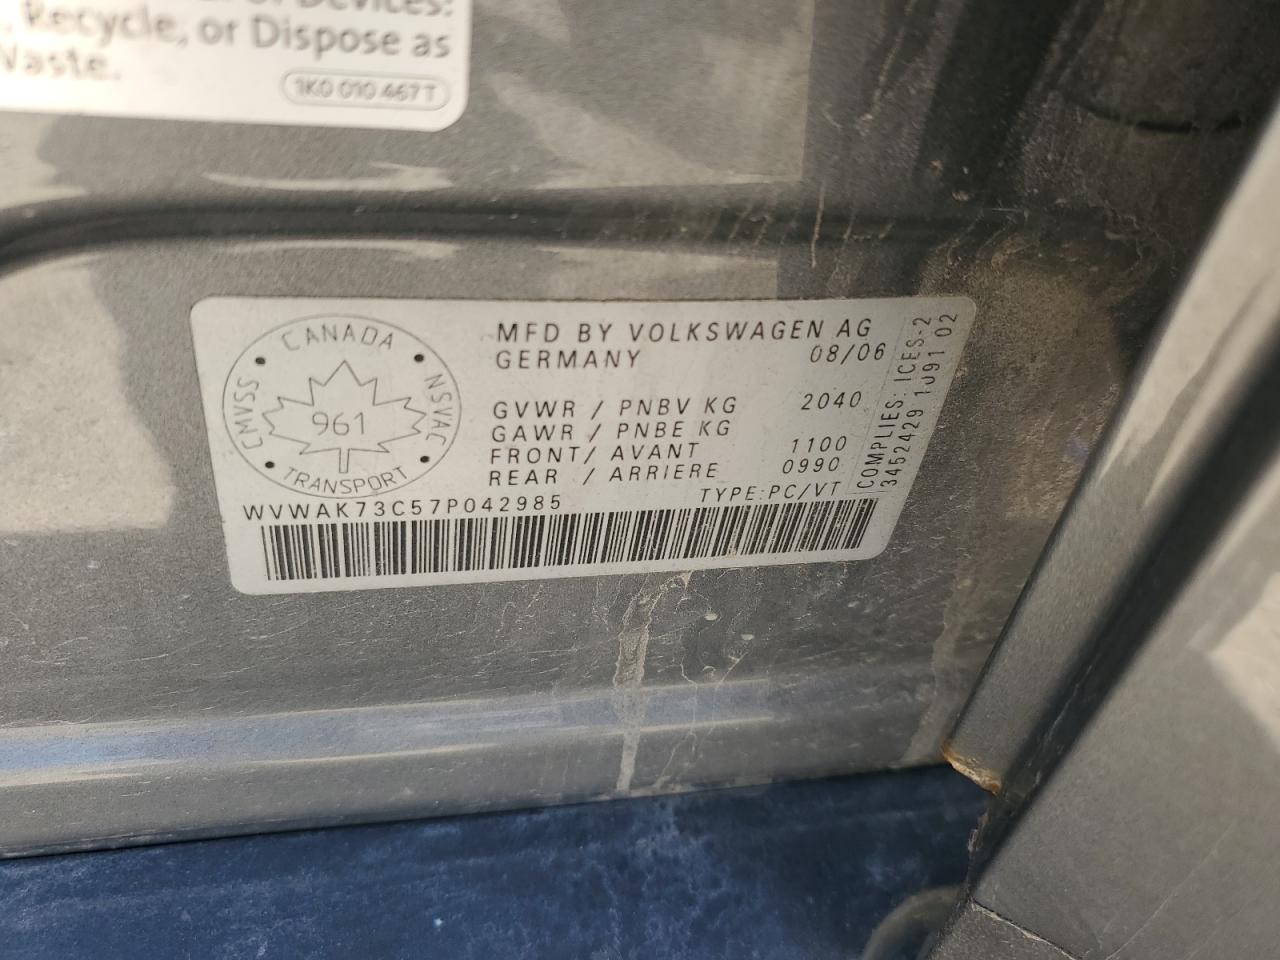 of Devices:
Recycle, or Dispose as
Waste.
1K0 010 467 T
CANADA
CMVSS
NSVAC
961
TRANSPORT
MFD BY VOLKSWAGEN AG
GERMANY 08/06
GVWR / PNBV KG 2040
GAWR / PNBE KG
FRONT/ AVANT 1100
REAR / ARRIERE 0990
TYPE:PC/VT
WVWAK73C57P042985
COMPLIES: ICES-2
3452429 1J91 02